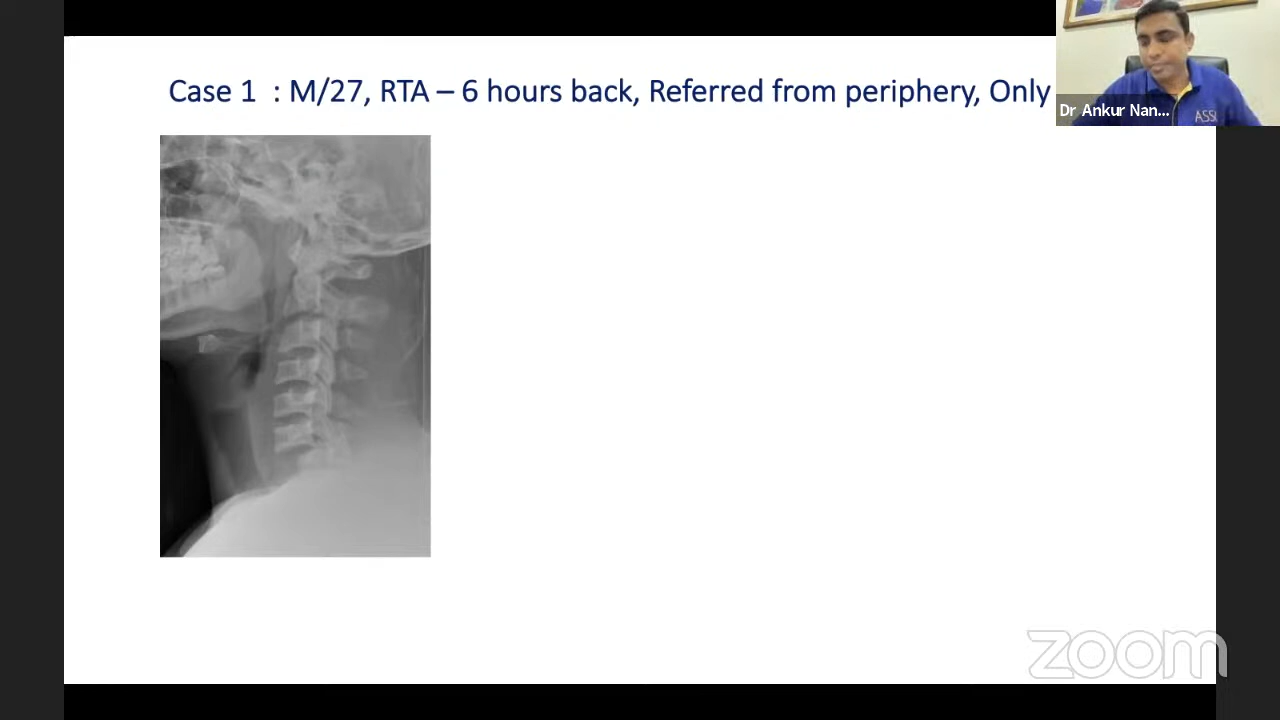 Case 1 : M/27, RTA – 6 hours back, Referred from periphery, Only
Dr Ankur Nan...
ASSI
zoom